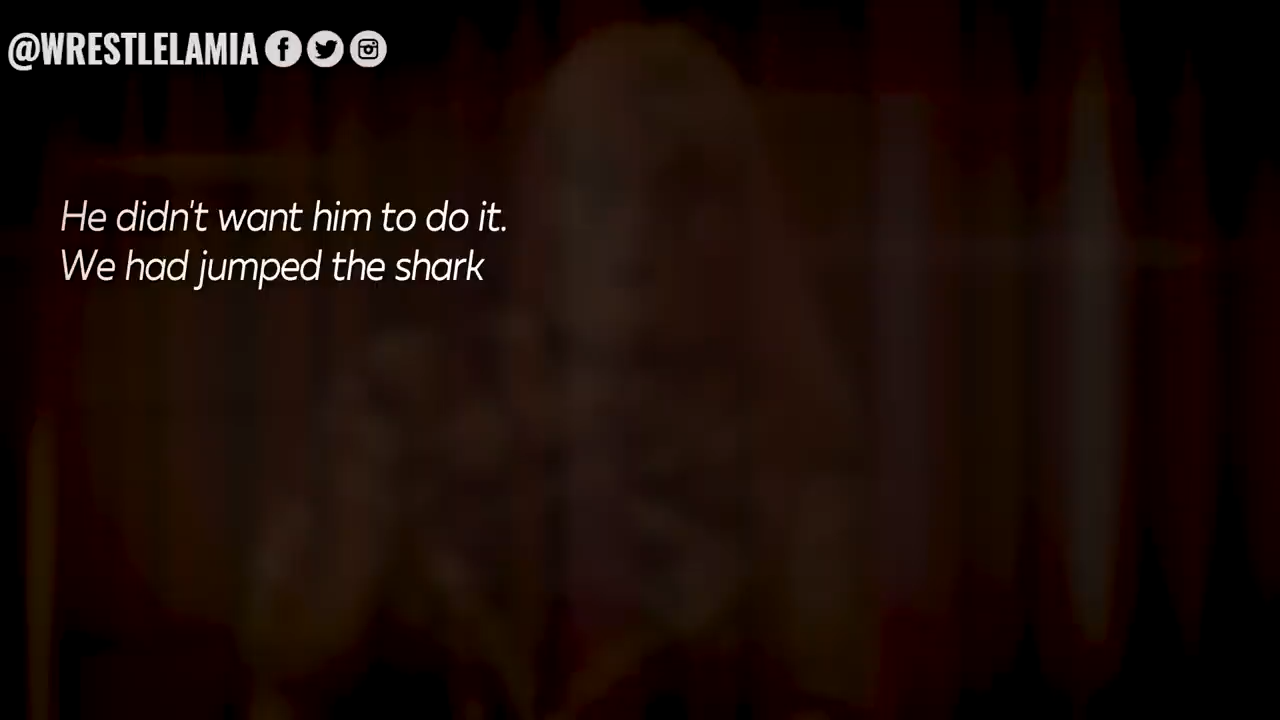 @WRESTLELAMIA
He didn't want him to do it.
We had jumped the shark